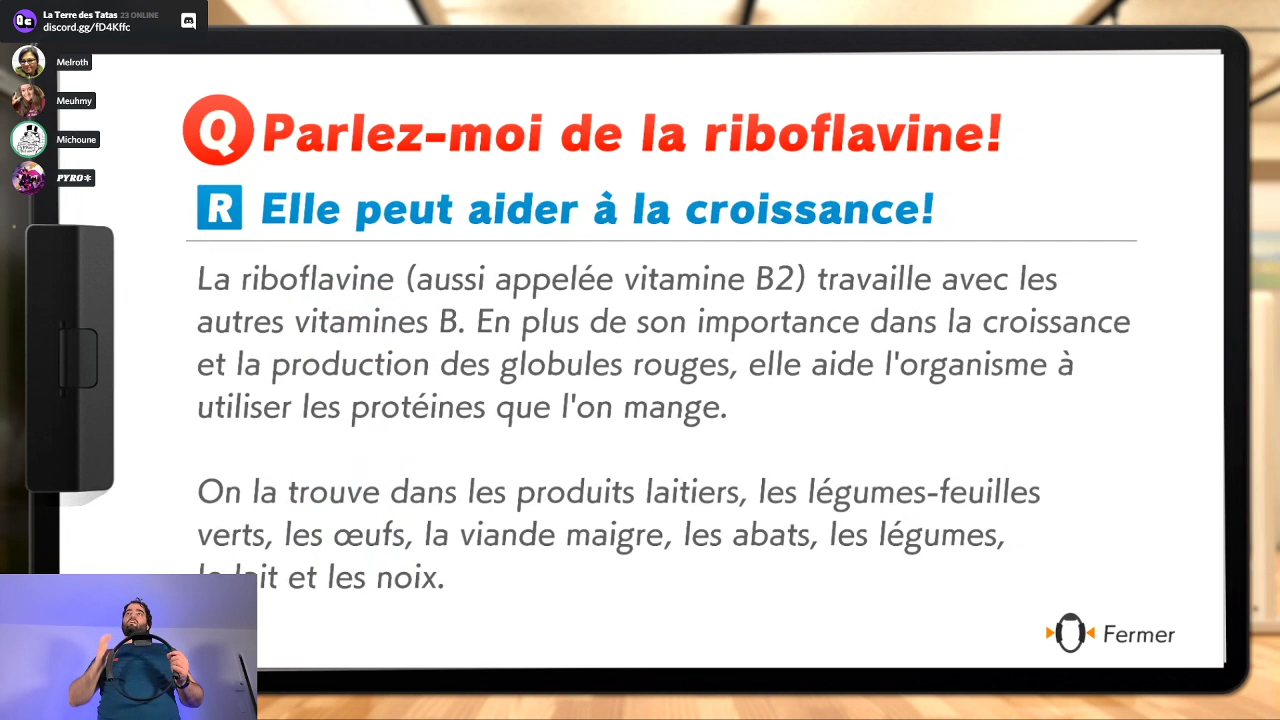 La Terre des Tatas 23 ONLINE
discord.gg/fD4Kffc
Melroth
Meuhmy
Michoune
PYRO*
Q Parlez-moi de la riboflavine!
R Elle peut aider à la croissance!
La riboflavine (aussi appelée vitamine B2) travaille avec les
autres vitamines B. En plus de son importance dans la croissance
et la production des globules rouges, elle aide l'organisme à
utiliser les protéines que l'on mange.
On la trouve dans les produits laitiers, les légumes-feuilles
verts, les œufs, la viande maigre, les abats, les légumes,
le lait et les noix.
Fermer